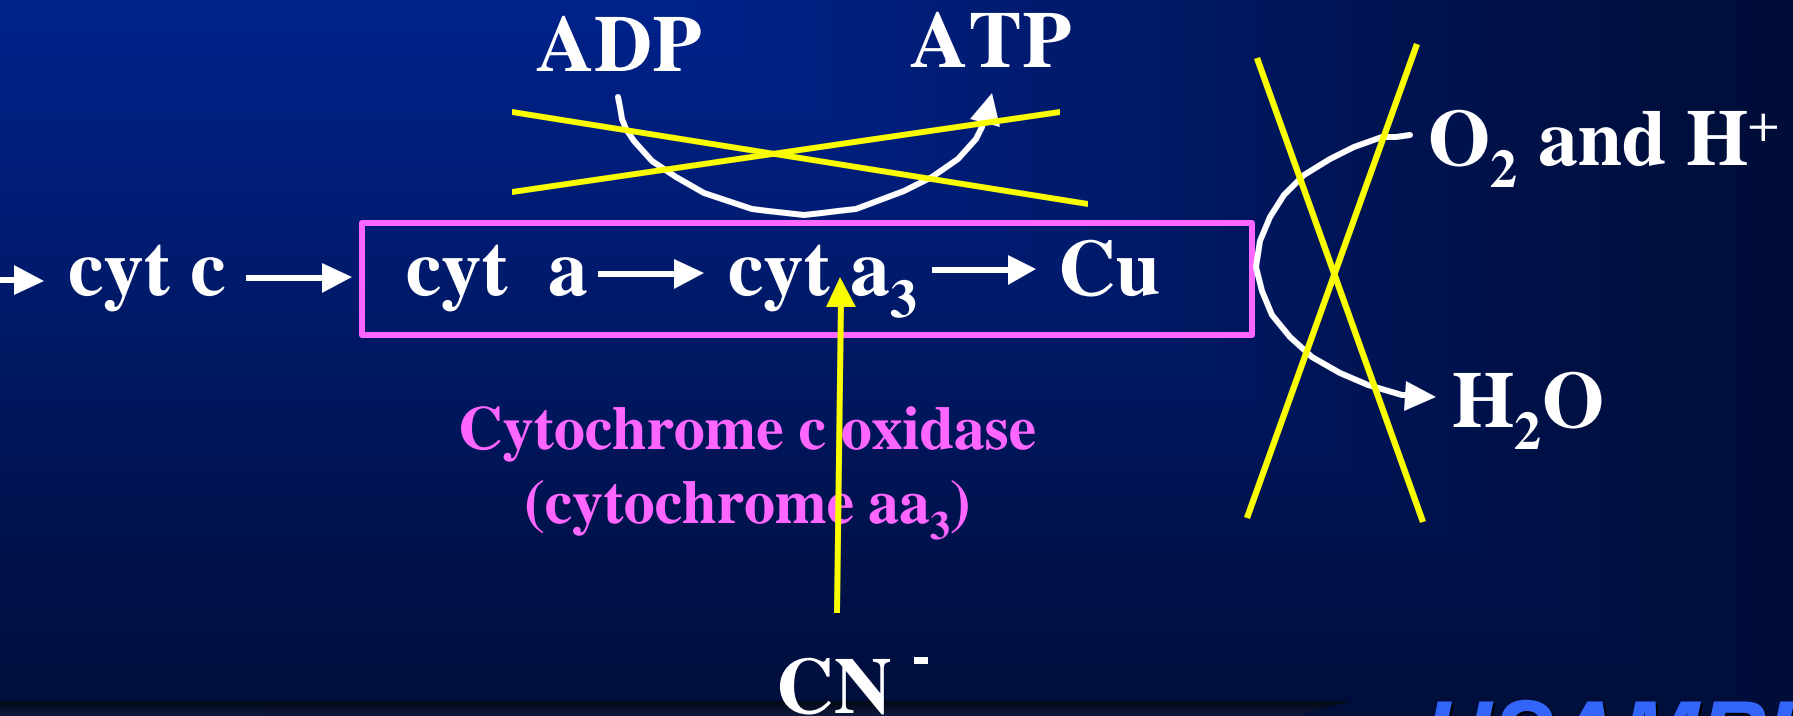 ADP ATP
O₂ and H⁺
cyt c cyt a cyt a₃ Cu
H₂O
Cytochrome c oxidase
(cytochrome aa₃)
CN⁻